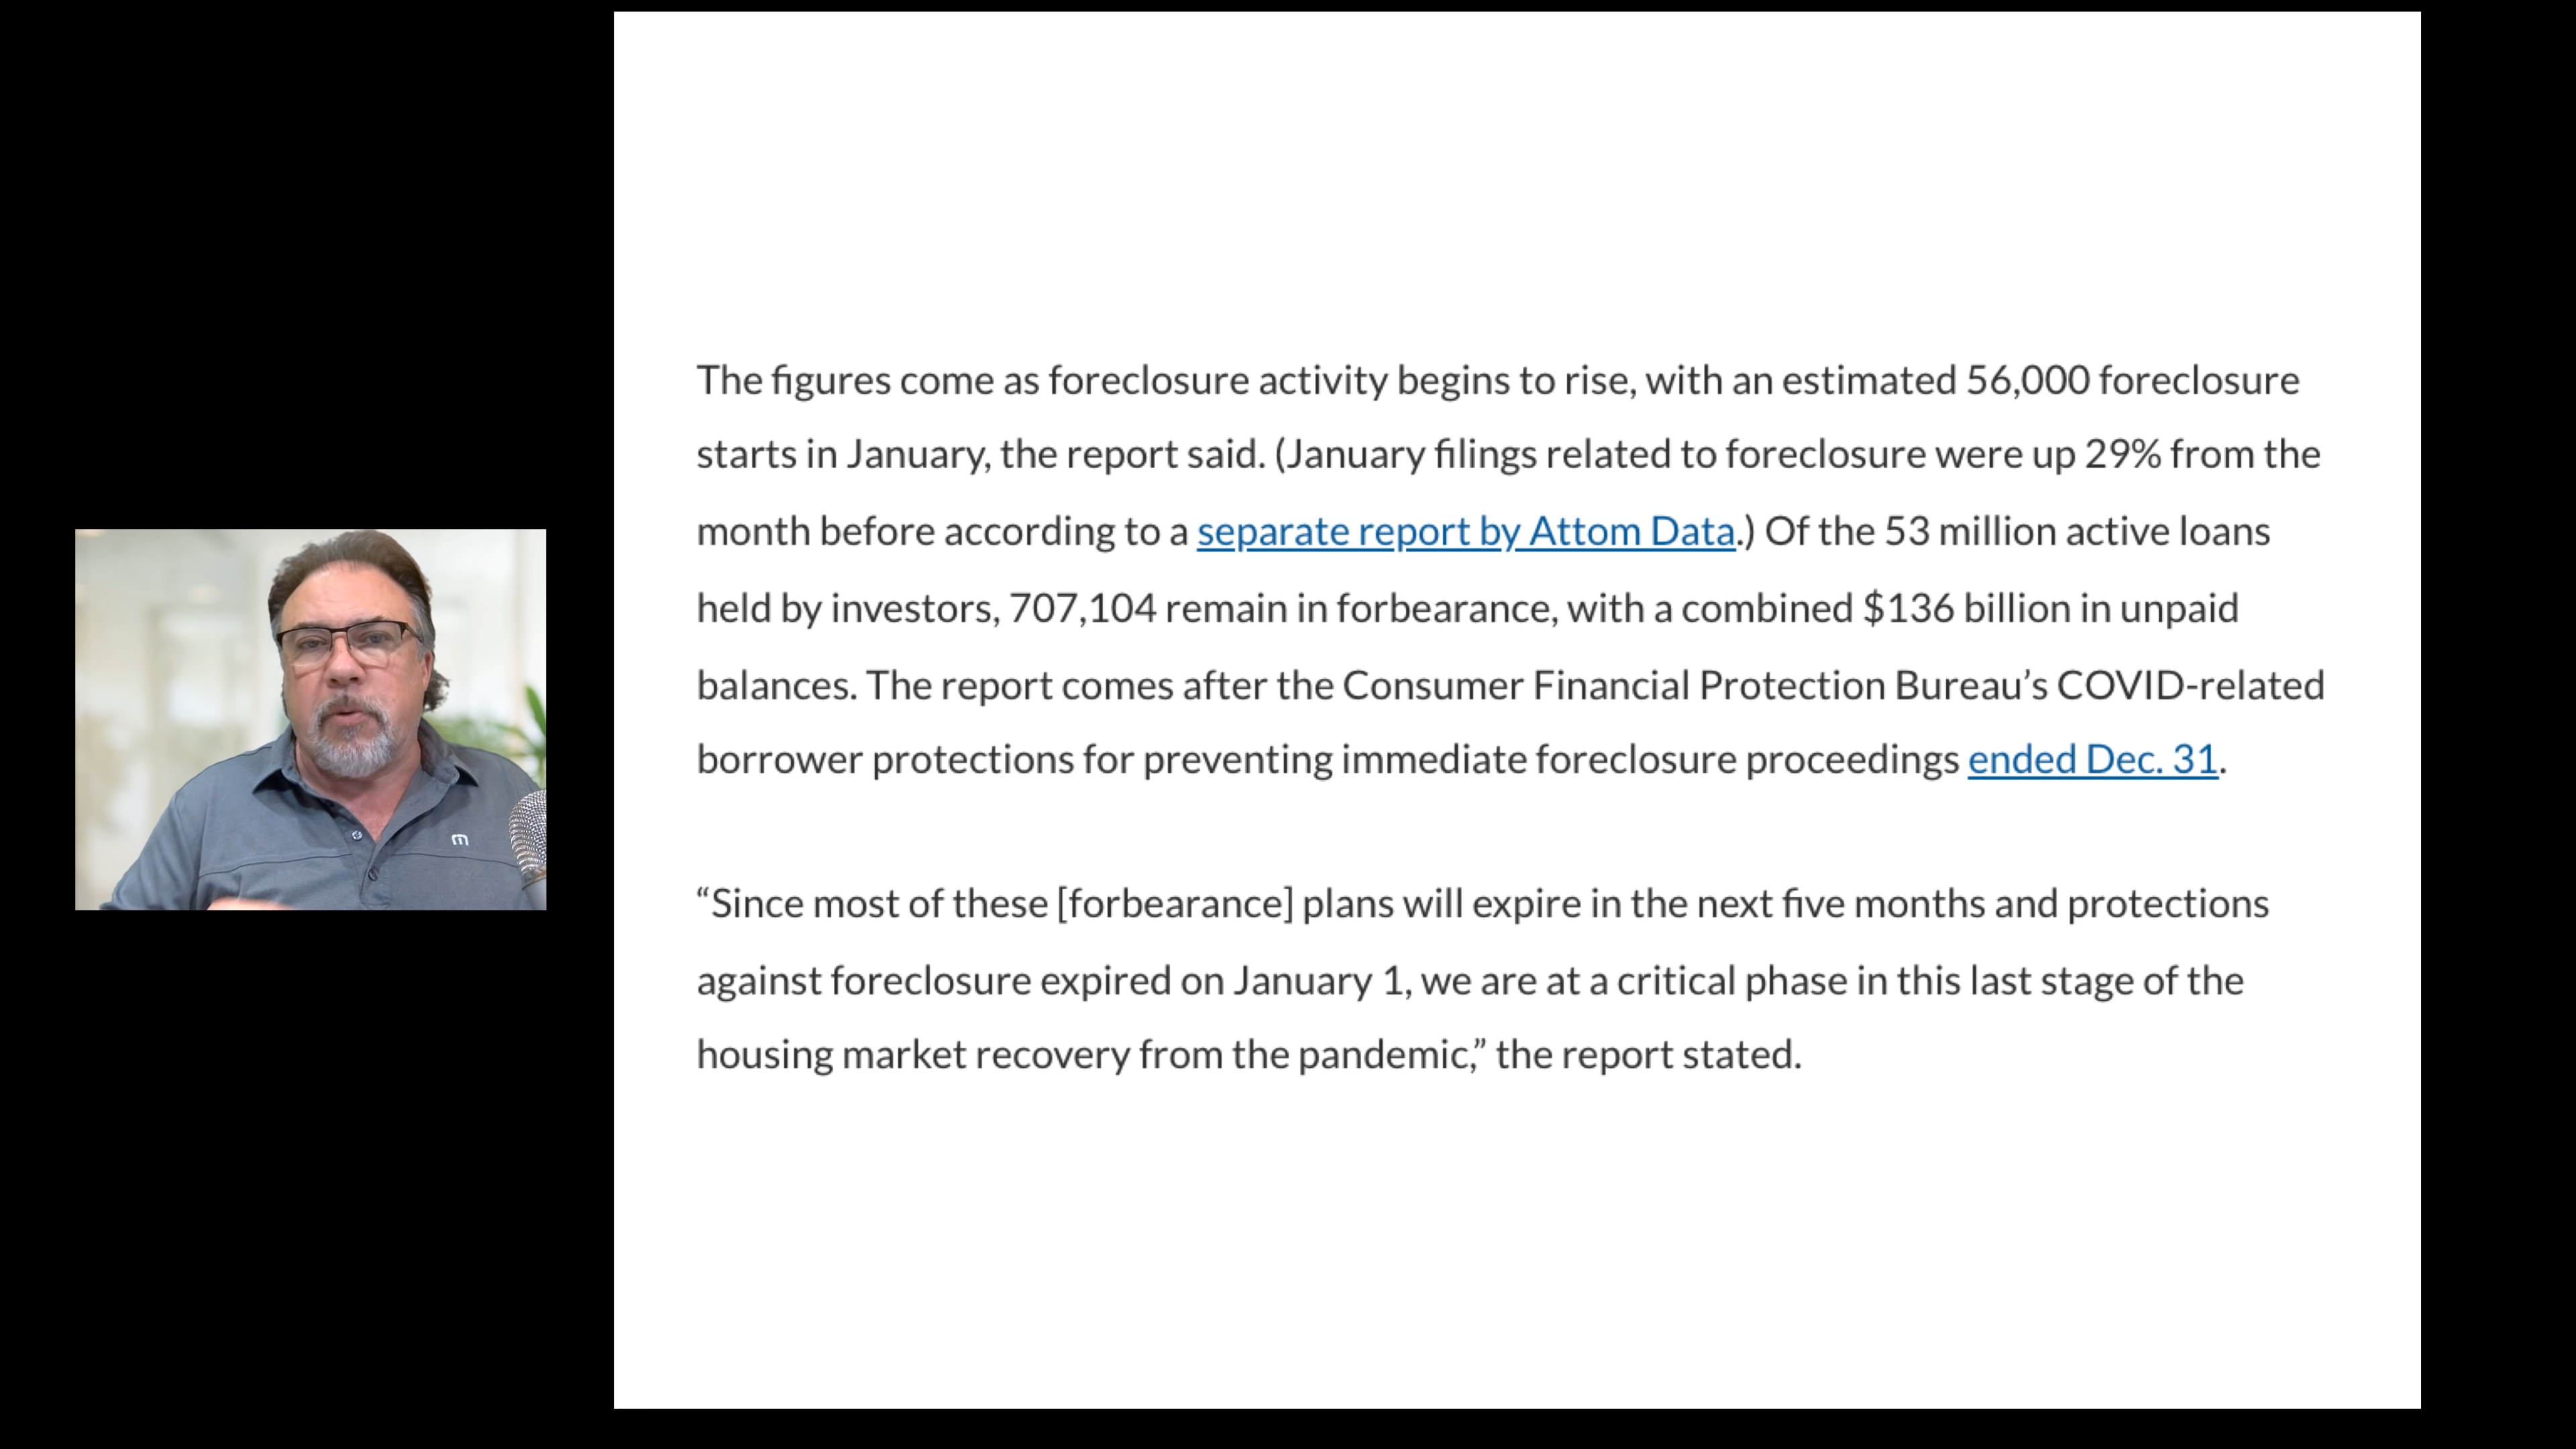 The figures come as foreclosure activity begins to rise, with an estimated 56,000 foreclosure
starts in January, the report said. (January filings related to foreclosure were up 29% from the
month before according to a separate report by Attom Data.) Of the 53 million active loans
held by investors, 707,104 remain in forbearance, with a combined $136 billion in unpaid
balances. The report comes after the Consumer Financial Protection Bureau’s COVID-related
borrower protections for preventing immediate foreclosure proceedings ended Dec. 31.
“Since most of these [forbearance] plans will expire in the next five months and protections
against foreclosure expired on January 1, we are at a critical phase in this last stage of the
housing market recovery from the pandemic,” the report stated.